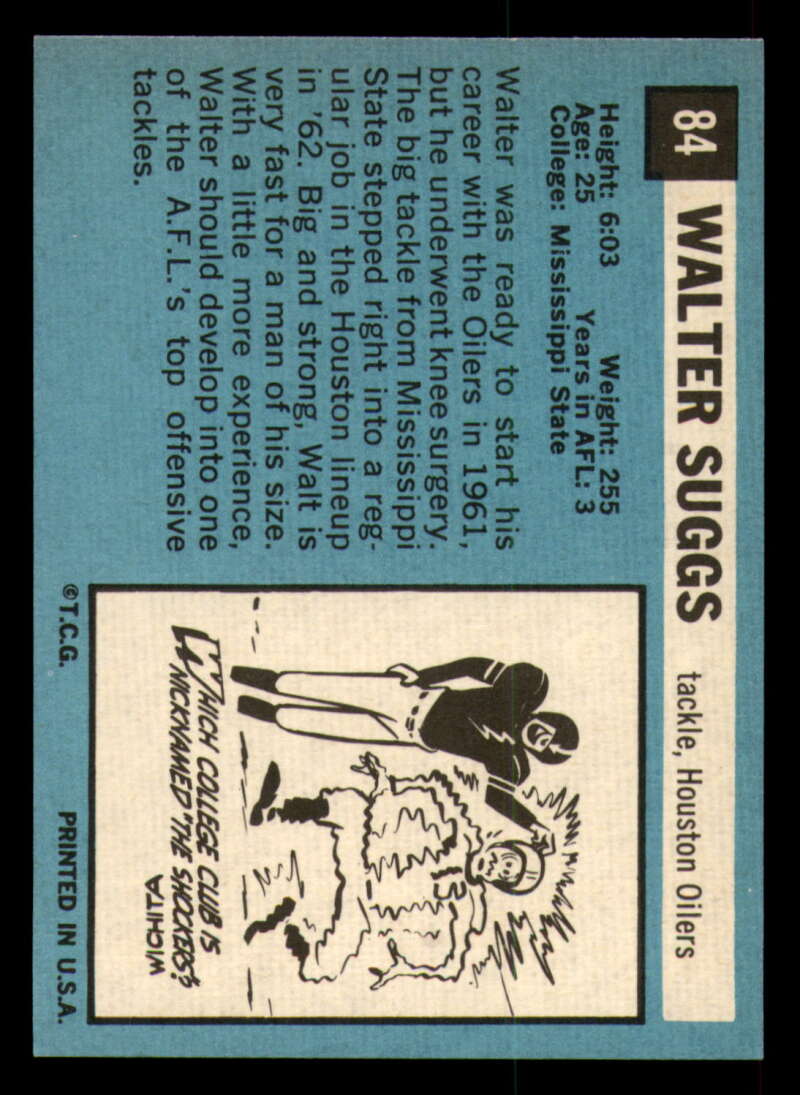 84 WALTER SUGGS tackle, Houston Oilers
Height: 6:03 Weight: 255
Age: 25 Years in AFL: 3
College: Mississippi State
Walter was ready to start his
career with the Oilers in 1961,
but he underwent knee surgery.
The big tackle from Mississippi
State stepped right into a reg-
ular job in the Houston lineup
in '62. Big and strong, Walt is
very fast for a man of his size.
With a little more experience,
Walter should develop into one
of the A.F.L.'s top offensive
tackles.
13
WHICH COLLEGE CLUB IS
NICKNAMED "THE SHOCKERS?
WICHITA
©T.C.G. PRINTED IN U.S.A.